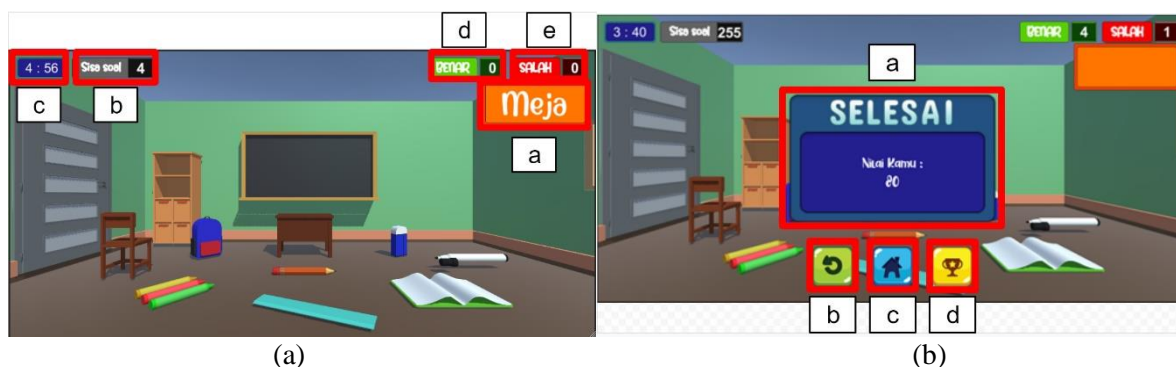 d
e
4 : 56
Sisa soal 4
BENAR 0
SALAH 0
c
b
Meja
a
(a)
3 : 40
Sisa soal 255
BENAR 4
SALAH 1
a
SELESAI
Nilai Kamu :
80
b
c
d
(b)